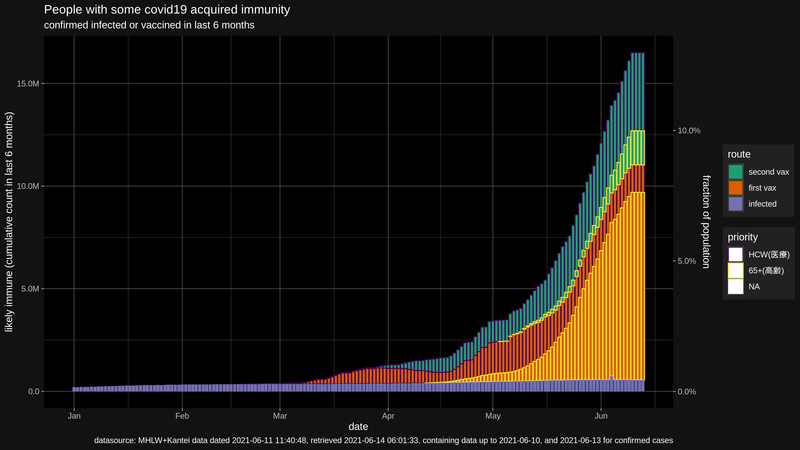 People with some covid19 acquired immunity
confirmed infected or vaccined in last 6 months
likely immune (cumulative count in last 6 months)
15.0M
10.0M
5.0M
0.0
10.0%
5.0%
0.0%
fraction of population
Jan Feb Mar Apr May Jun
date
route
second vax
first vax
infected
priority
HCW(医療)
65+(高齢)
NA
datasource: MHLW+Kantei data dated 2021-06-11 11:40:48, retrieved 2021-06-14 06:01:33, containing data up to 2021-06-10, and 2021-06-13 for confirmed cases